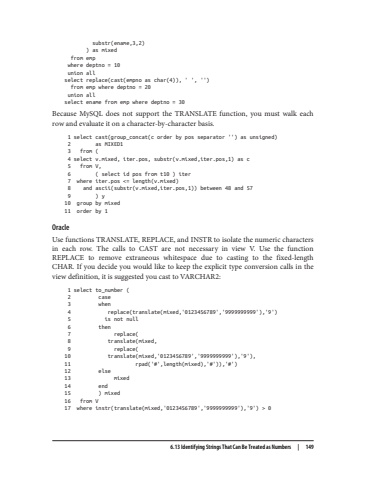 substr(ename,3,2)
) as mixed
from emp
where deptno = 10
union all
select replace(cast(empno as char(4)), ' ', '')
from emp where deptno = 20
union all
select ename from emp where deptno = 30
Because MySQL does not support the TRANSLATE function, you must walk each
row and evaluate it on a character-by-character basis.
1 select cast(group_concat(c order by pos separator '') as unsigned)
2 as MIXED1
3 from (
4 select v.mixed, iter.pos, substr(v.mixed,iter.pos,1) as c
5 from V,
6 ( select id pos from t10 ) iter
7 where iter.pos <= length(v.mixed)
8 and ascii(substr(v.mixed,iter.pos,1)) between 48 and 57
9 ) y
10 group by mixed
11 order by 1
Oracle
Use functions TRANSLATE, REPLACE, and INSTR to isolate the numeric characters
in each row. The calls to CAST are not necessary in view V. Use the function
REPLACE to remove extraneous whitespace due to casting to the fixed-length
CHAR. If you decide you would like to keep the explicit type conversion calls in the
view definition, it is suggested you cast to VARCHAR2:
1 select to_number (
2 case
3 when
4 replace(translate(mixed,'0123456789','9999999999'),'9')
5 is not null
6 then
7 replace(
8 translate(mixed,
9 replace(
10 translate(mixed,'0123456789','9999999999'),'9'),
11 rpad('#',length(mixed),'#')),'#')
12 else
13 mixed
14 end
15 ) mixed
16 from V
17 where instr(translate(mixed,'0123456789','9999999999'),'9') > 0
6.13 Identifying Strings That Can Be Treated as Numbers | 149